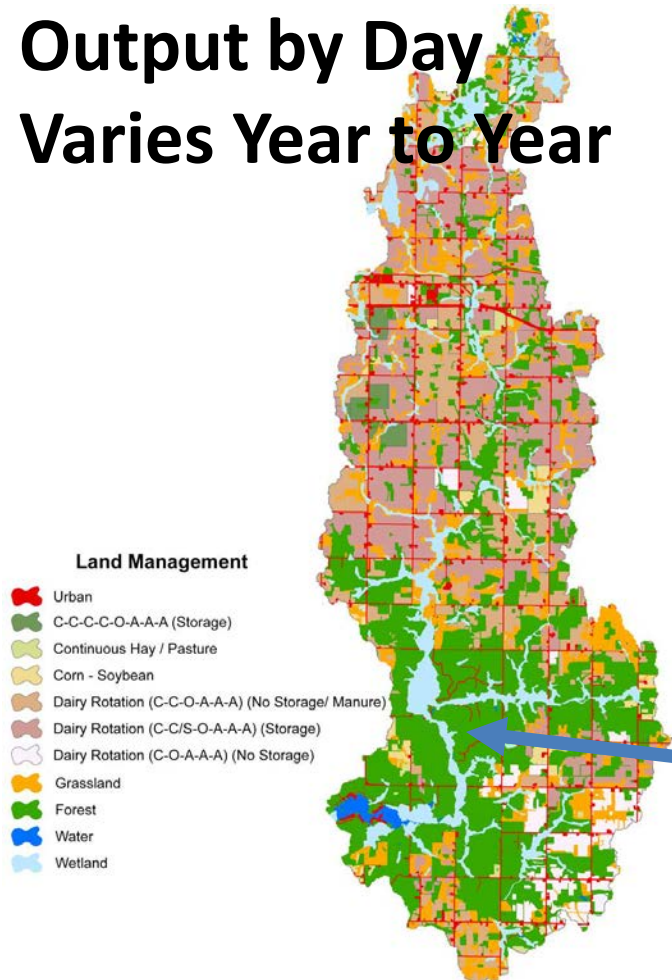 Output by Day
Varies Year to Year
Land Management
Urban
C-C-C-C-O-A-A-A (Storage)
Continuous Hay / Pasture
Corn - Soybean
Dairy Rotation (C-C-O-A-A-A) (No Storage/ Manure)
Dairy Rotation (C-C/S-O-A-A-A) (Storage)
Dairy Rotation (C-O-A-A-A) (No Storage)
Grassland
Forest
Water
Wetland